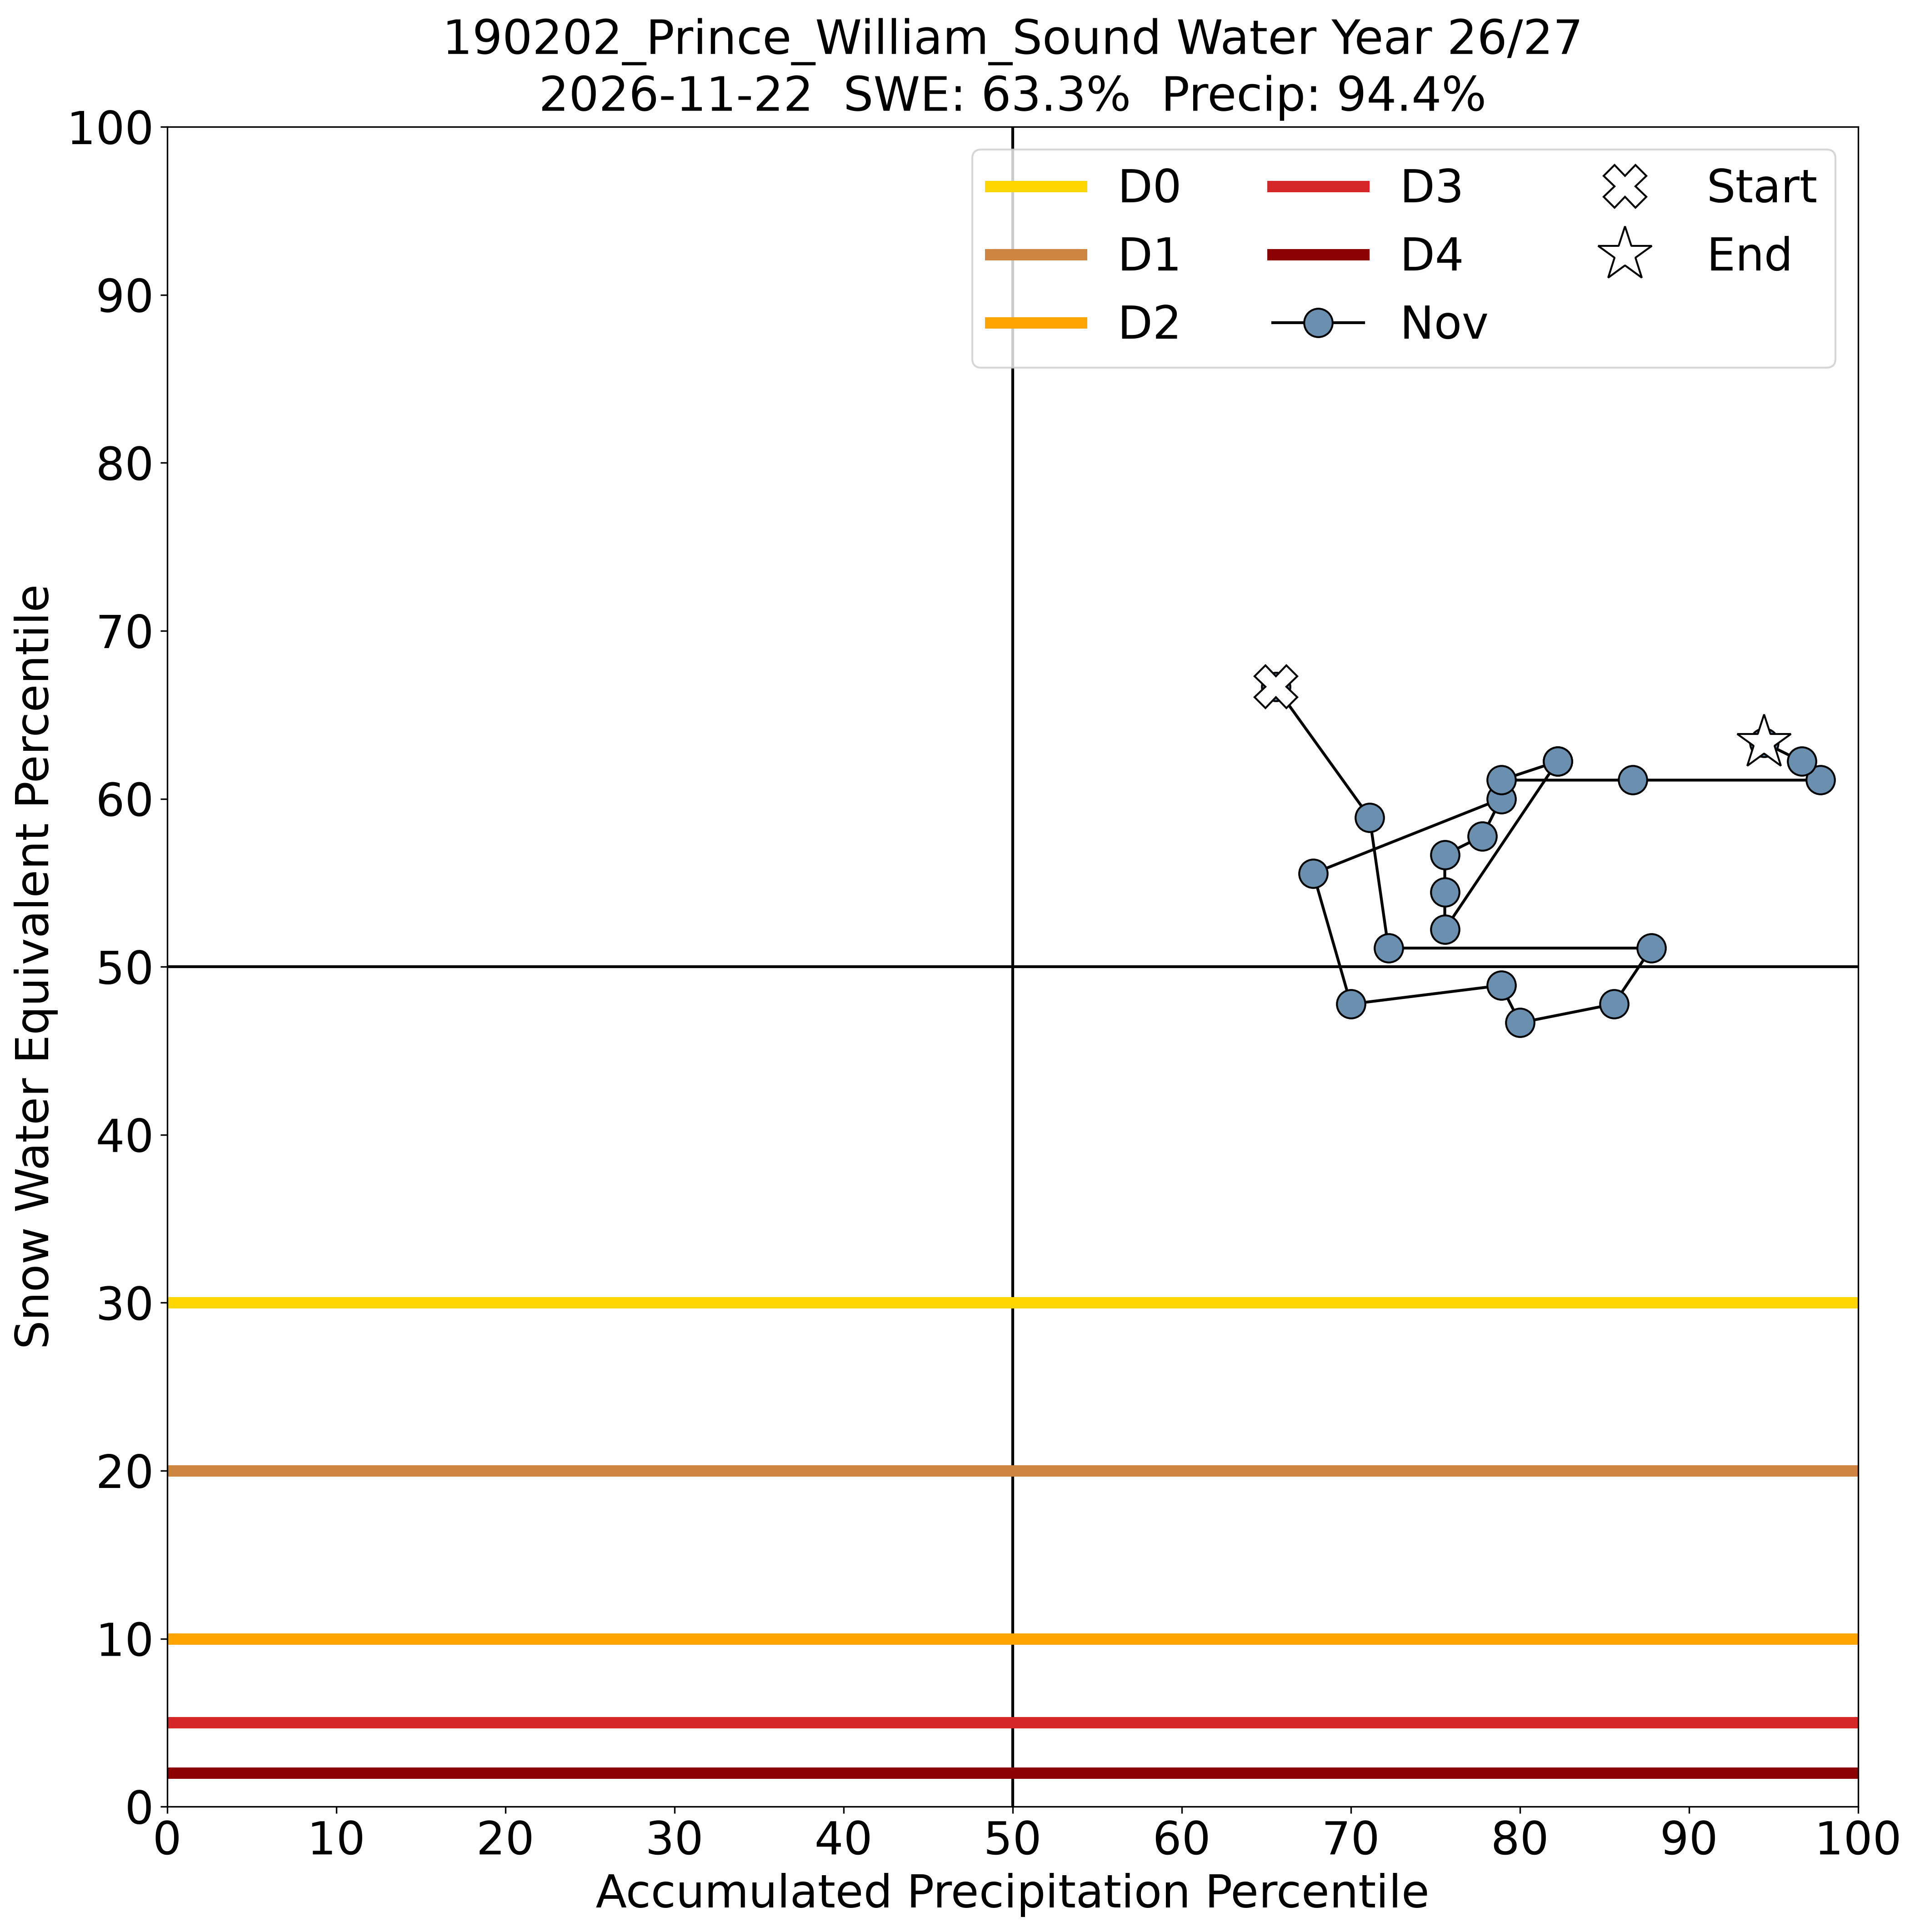 190202_Prince_William_Sound Water Year 26/27
2026-11-22  SWE: 63.3%  Precip: 94.4%
100
90
80
70
60
50
40
30
20
10
0
Snow Water Equivalent Percentile
D0
D1
D2
D3
D4
Nov
Start
End
0 10 20 30 40 50 60 70 80 90 100
Accumulated Precipitation Percentile